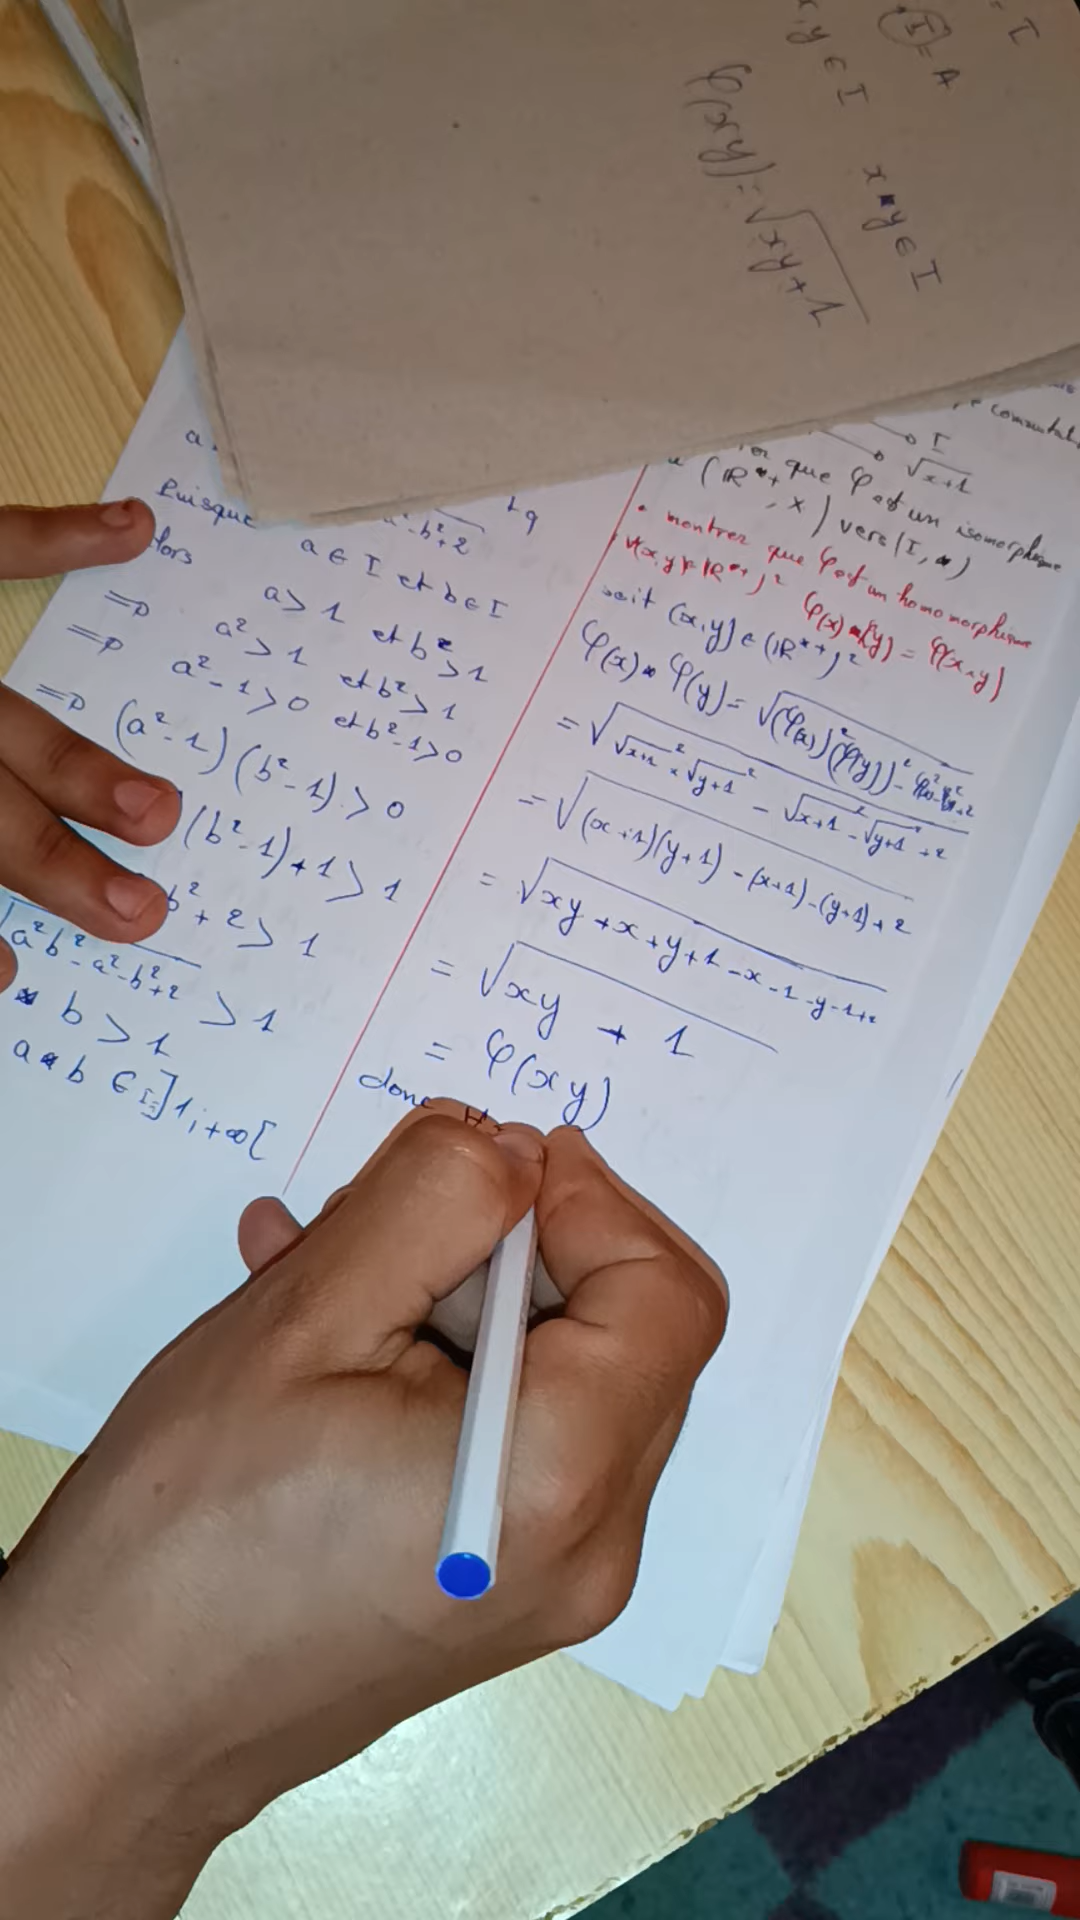 = I
(I) = A
x, y ∈ I
x * y ∈ I
φ(xy) = √(xy+1)
a
Puisque
a ∈ I et b ∈ I
alors
a > 1 et b > 1
=> a² > 1 et b² > 1
=> a² - 1 > 0 et b² - 1 > 0
=> (a² - 1)(b² - 1) > 0
(b² - 1) + 1 > 1
b² + 2 > 1
√(a²b² - a² - b² + 2) > 1
* b > 1
a * b ∈ I = ]1, +∞[
I
√(x+1)
que φ est un isomorphisme
(ℝ*+, ×) vers (I, *)
• montrer que φ est un homomorphisme
∀(x,y) ∈ (ℝ*+)² φ(x) * φ(y) = φ(x × y)
soit (x,y) ∈ (ℝ*+)²
φ(x) * φ(y) = √((φ(x))²(φ(y))² - φ(x)² - φ(y)² + 2)
= √(√(x+1)² × √(y+1)² - √(x+1)² - √(y+1)² + 2)
= √((x+1)(y+1) - (x+1) - (y+1) + 2)
= √(xy + x + y + 1 - x - 1 - y - 1 + 2)
= √(xy + 1)
= φ(xy)
donc